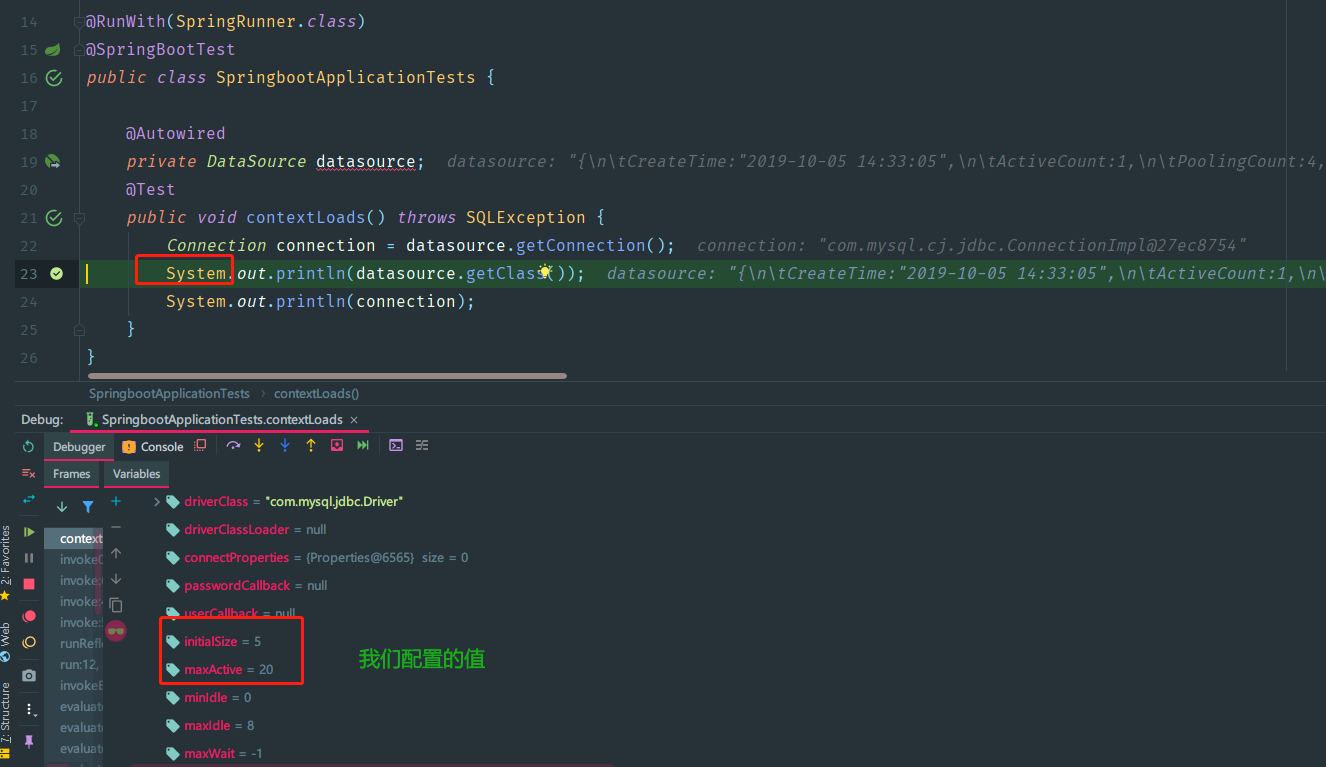 14 @RunWith(SpringRunner.class)
15 @SpringBootTest
16 public class SpringbootApplicationTests {
17
18 @Autowired
19 private DataSource datasource; datasource: "{\n\tCreateTime:"2019-10-05 14:33:05",\n\tActiveCount:1,\n\tPoolingCount:4,
20 @Test
21 public void contextLoads() throws SQLException {
22 Connection connection = datasource.getConnection(); connection: "com.mysql.cj.jdbc.ConnectionImpl@27ec8754"
23 System.out.println(datasource.getClass()); datasource: "{\n\tCreateTime:"2019-10-05 14:33:05",\n\tActiveCount:1,\n\
24 System.out.println(connection);
25 }
26 }
SpringbootApplicationTests › contextLoads()
Debug: SpringbootApplicationTests.contextLoads ×
Debugger Console
Frames Variables
driverClass = "com.mysql.jdbc.Driver"
driverClassLoader = null
connectProperties = {Properties@6565} size = 0
passwordCallback = null
userCallback = null
initialSize = 5
maxActive = 20
minIdle = 0
maxIdle = 8
maxWait = -1
我们配置的值
context
invoke0
invoke:
invoke:
invoke:
runRefle
run:12,
invokeE
evaluate
evaluate
evaluate
2: Favorites
Web
7: Structure